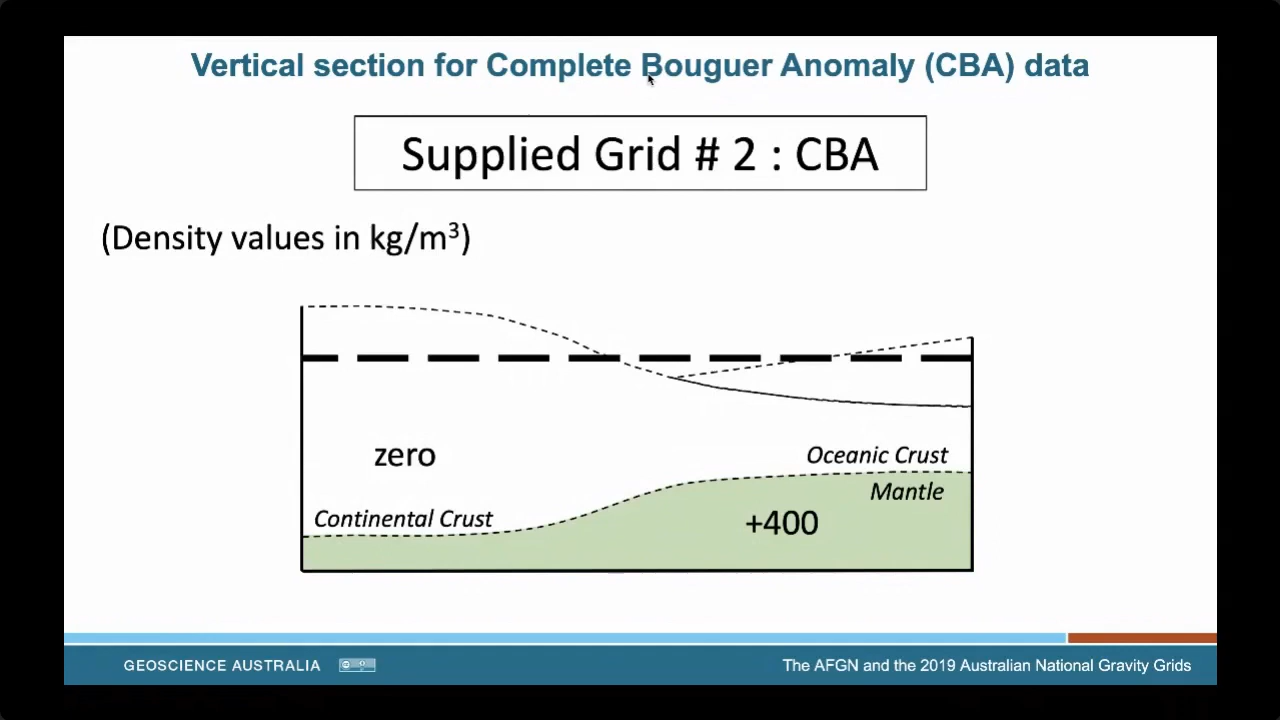 Vertical section for Complete Bouguer Anomaly (CBA) data
Supplied Grid # 2 : CBA
(Density values in kg/m³)
zero
Oceanic Crust
Mantle
Continental Crust
+400
GEOSCIENCE AUSTRALIA
The AFGN and the 2019 Australian National Gravity Grids